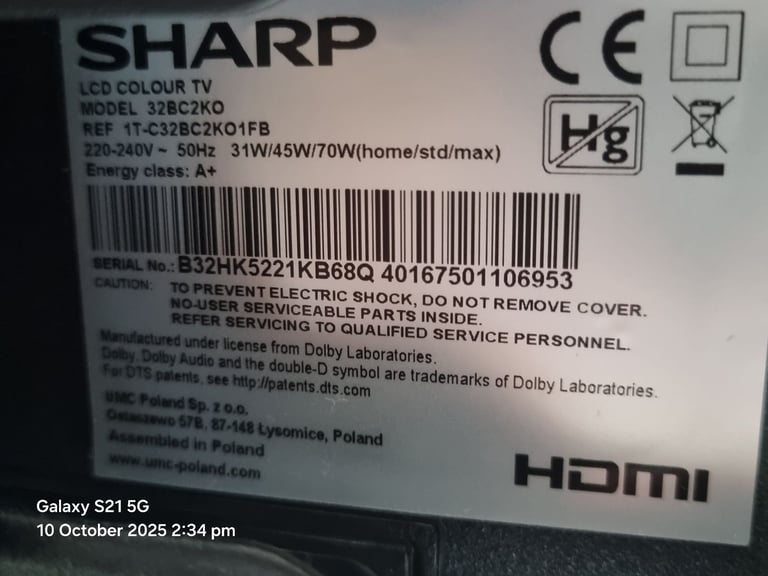 SHARP
CE
LCD COLOUR TV
MODEL 32BC2KO
REF 1T-C32BC2KO1FB
220-240V ~ 50Hz 31W/45W/70W(home/std/max)
Energy class: A+
Hg
SERIAL No.: B32HK5221KB68Q 40167501106953
CAUTION: TO PREVENT ELECTRIC SHOCK, DO NOT REMOVE COVER.
NO-USER SERVICEABLE PARTS INSIDE.
REFER SERVICING TO QUALIFIED SERVICE PERSONNEL.
Manufactured under license from Dolby Laboratories.
Dolby, Dolby Audio and the double-D symbol are trademarks of Dolby Laboratories.
For DTS patents, see http://patents.dts.com
UMC Poland Sp. z o.o.
Ostaszewo 57B, 87-148 Łysomice, Poland
Assembled in Poland
www.umc-poland.com
HDMI
Galaxy S21 5G
10 October 2025 2:34 pm